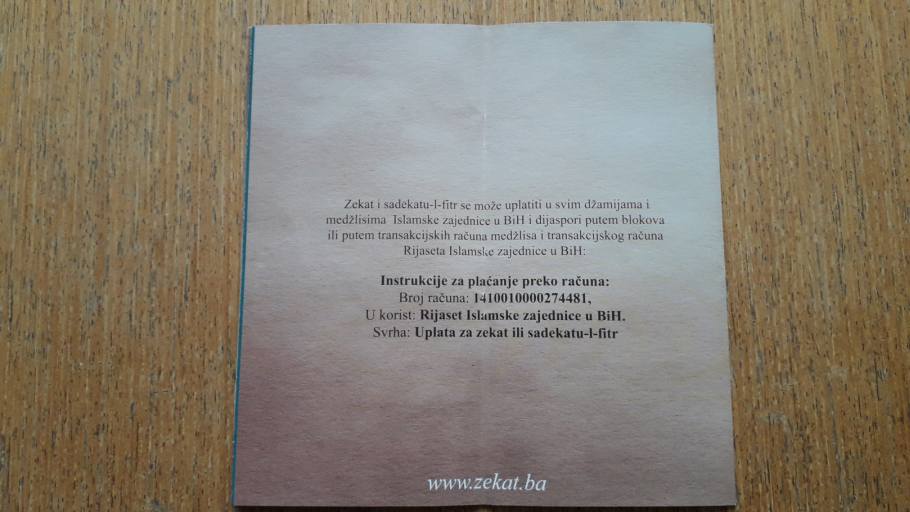 Zekat i sadekatu-l-fitr se može uplatiti u svim džamijama i
medžlisima Islamske zajednice u BiH i dijaspori putem blokova
ili putem transakcijskih računa medžlisa i transakcijskog računa
Rijaseta Islamske zajednice u BiH:
Instrukcije za plaćanje preko računa:
Broj računa: 1410010000274481,
U korist: Rijaset Islamske zajednice u BiH.
Svrha: Uplata za zekat ili sadekatu-l-fitr
www.zekat.ba